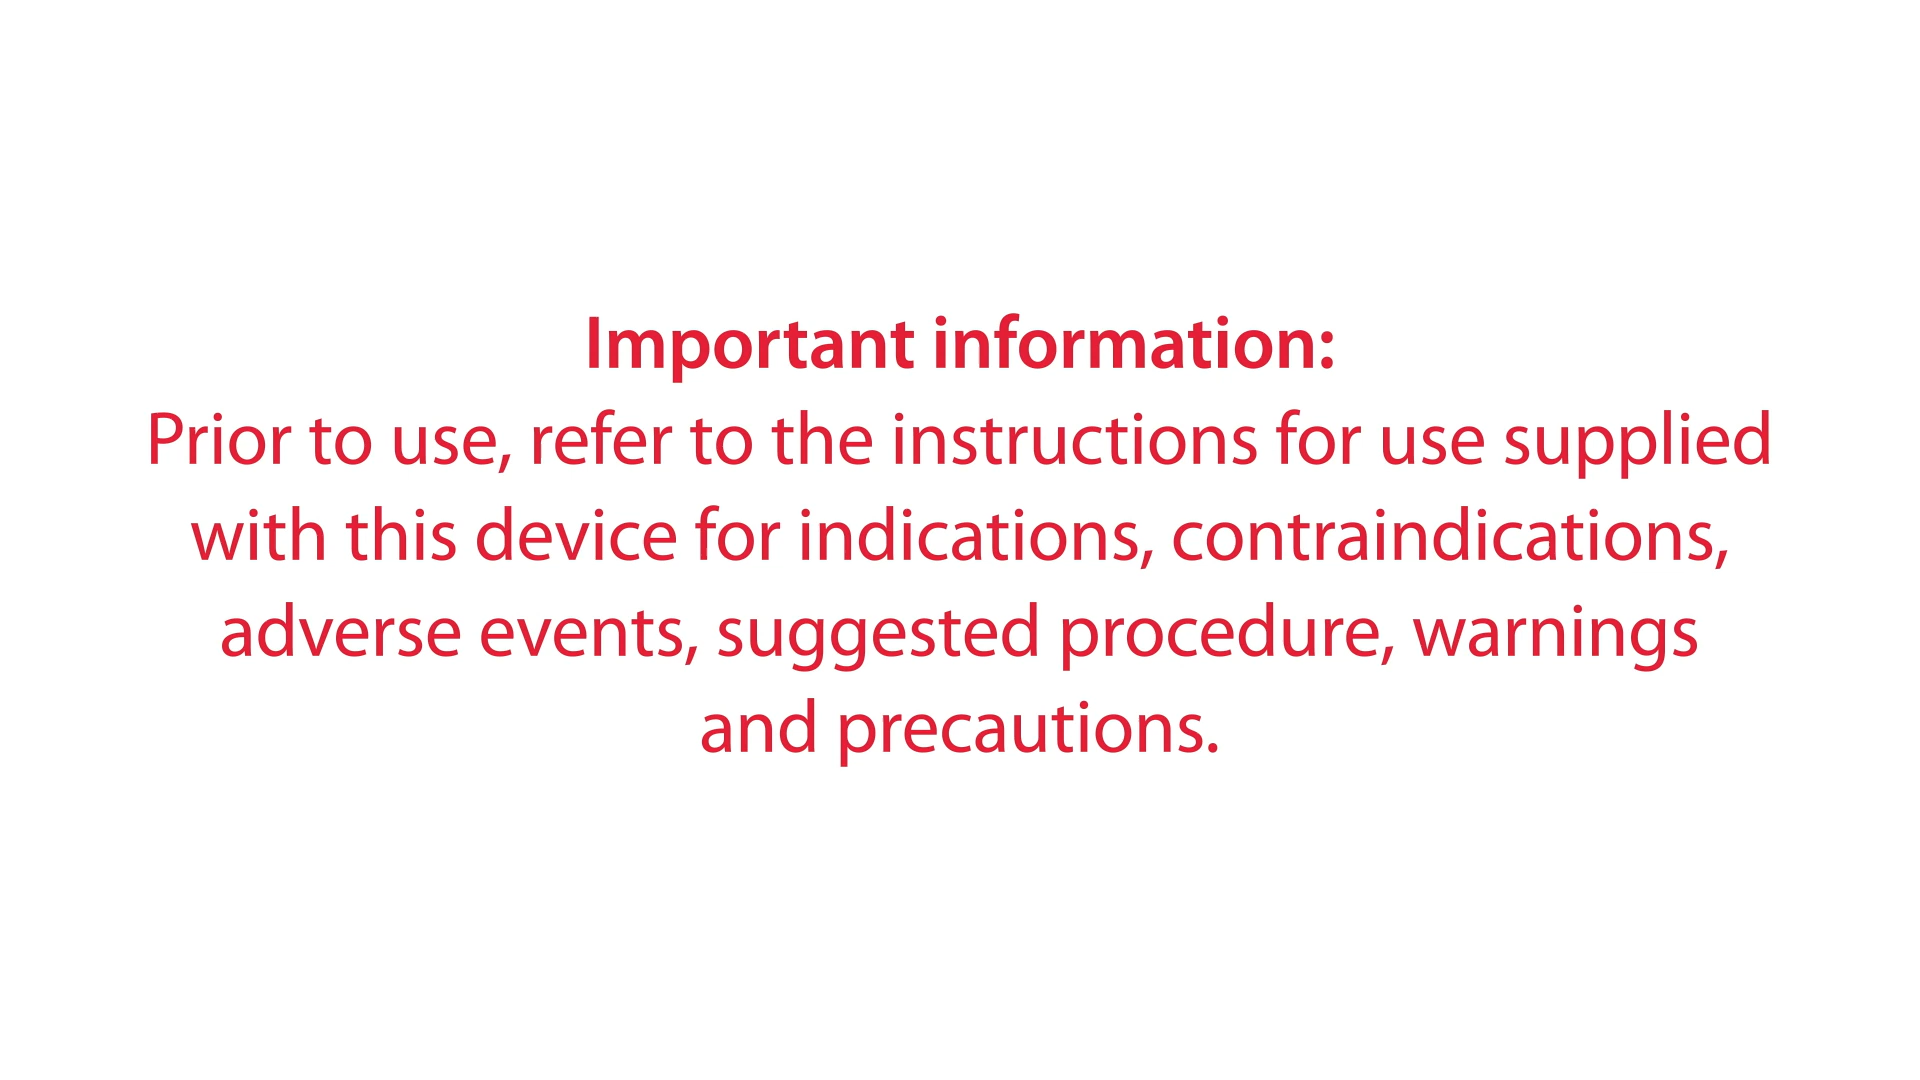 Important information:
Prior to use, refer to the instructions for use supplied
with this device for indications, contraindications,
adverse events, suggested procedure, warnings
and precautions.